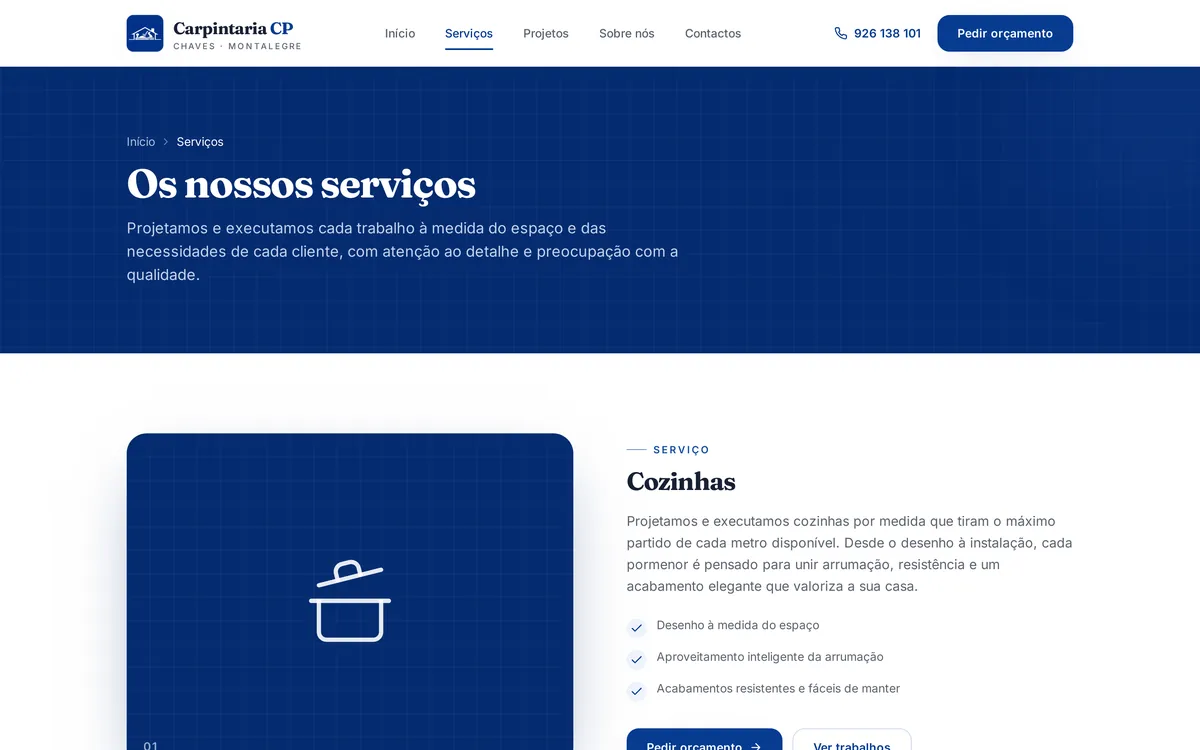 Carpintaria CP
CHAVES · MONTALEGRE
Início
Serviços
Projetos
Sobre nós
Contactos
926 138 101
Pedir orçamento
Início > Serviços
Os nossos serviços
Projetamos e executamos cada trabalho à medida do espaço e das
necessidades de cada cliente, com atenção ao detalhe e preocupação com a
qualidade.
01
SERVIÇO
Cozinhas
Projetamos e executamos cozinhas por medida que tiram o máximo
partido de cada metro disponível. Desde o desenho à instalação, cada
pormenor é pensado para unir arrumação, resistência e um
acabamento elegante que valoriza a sua casa.
Desenho à medida do espaço
Aproveitamento inteligente da arrumação
Acabamentos resistentes e fáceis de manter
Pedir orçamento →
Ver trabalhos